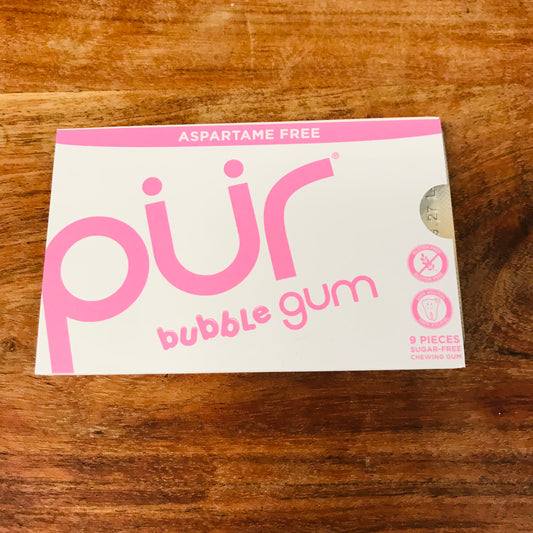 ASPARTAME FREE
pür®
bubble gum
9 PIECES
SUGAR-FREE
CHEWING GUM